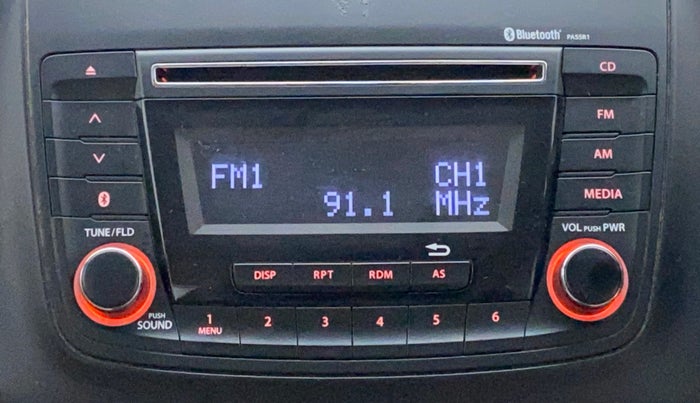 Bluetooth® PA55R1
CD
FM
AM
MEDIA
FM1 CH1
91.1 MHz
TUNE/FLD
VOL PUSH PWR
DISP RPT RDM AS
PUSH
SOUND
1 2 3 4 5 6
MENU